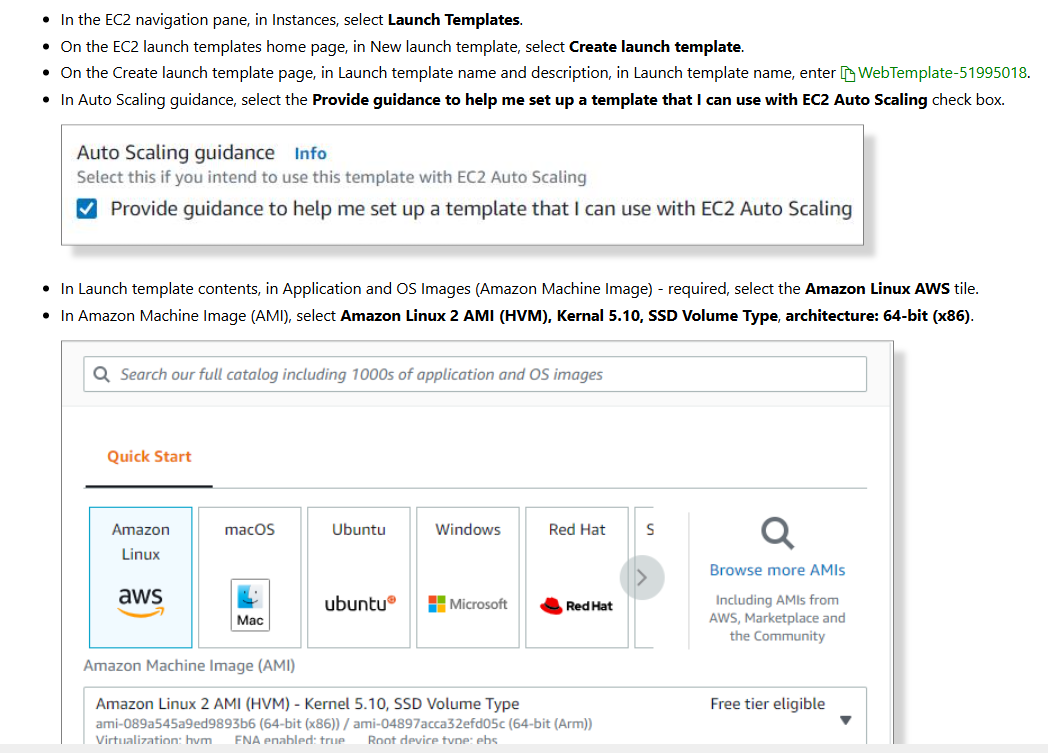 In the EC2 navigation pane, in Instances, select Launch Templates.
On the EC2 launch templates home page, in New launch template, select Create launch template.
On the Create launch template page, in Launch template name and description, in Launch template name, enter WebTemplate-51995018.
In Auto Scaling guidance, select the Provide guidance to help me set up a template that I can use with EC2 Auto Scaling check box.
Auto Scaling guidance Info
Select this if you intend to use this template with EC2 Auto Scaling
Provide guidance to help me set up a template that I can use with EC2 Auto Scaling
In Launch template contents, in Application and OS Images (Amazon Machine Image) - required, select the Amazon Linux AWS tile.
In Amazon Machine Image (AMI), select Amazon Linux 2 AMI (HVM), Kernal 5.10, SSD Volume Type, architecture: 64-bit (x86).
Search our full catalog including 1000s of application and OS images
Quick Start
Amazon
Linux
aws
macOS
Mac
Ubuntu
ubuntu
Windows
Microsoft
Red Hat
Red Hat
S
Browse more AMIs
Including AMIs from
AWS, Marketplace and
the Community
Amazon Machine Image (AMI)
Amazon Linux 2 AMI (HVM) - Kernel 5.10, SSD Volume Type
Free tier eligible
ami-089a545a9ed9893b6 (64-bit (x86)) / ami-04897acca32efd05c (64-bit (Arm))
Virtualization: hvm ENA enabled: true Root device type: ebs